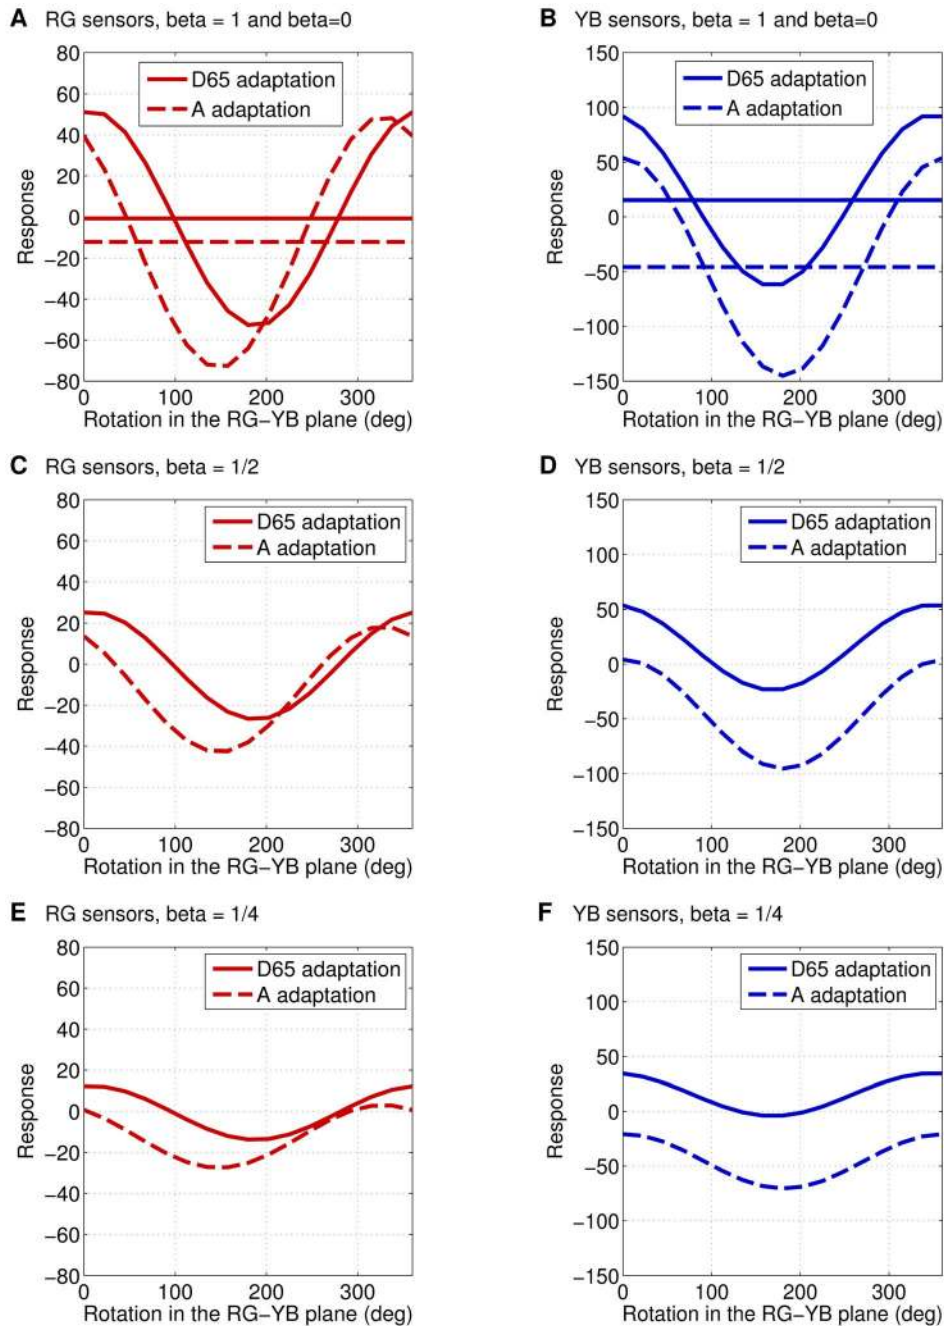 A RG sensors, beta = 1 and beta=0
80
60
40
20
0
−20
−40
−60
−80
Response
D65 adaptation
A adaptation
0 100 200 300
Rotation in the RG−YB plane (deg)
B YB sensors, beta = 1 and beta=0
150
100
50
0
−50
−100
−150
Response
D65 adaptation
A adaptation
0 100 200 300
Rotation in the RG−YB plane (deg)
C RG sensors, beta = 1/2
80
60
40
20
0
−20
−40
−60
−80
Response
D65 adaptation
A adaptation
0 100 200 300
Rotation in the RG−YB plane (deg)
D YB sensors, beta = 1/2
150
100
50
0
−50
−100
−150
Response
D65 adaptation
A adaptation
0 100 200 300
Rotation in the RG−YB plane (deg)
E RG sensors, beta = 1/4
80
60
40
20
0
−20
−40
−60
−80
Response
D65 adaptation
A adaptation
0 100 200 300
Rotation in the RG−YB plane (deg)
F YB sensors, beta = 1/4
150
100
50
0
−50
−100
−150
Response
D65 adaptation
A adaptation
0 100 200 300
Rotation in the RG−YB plane (deg)